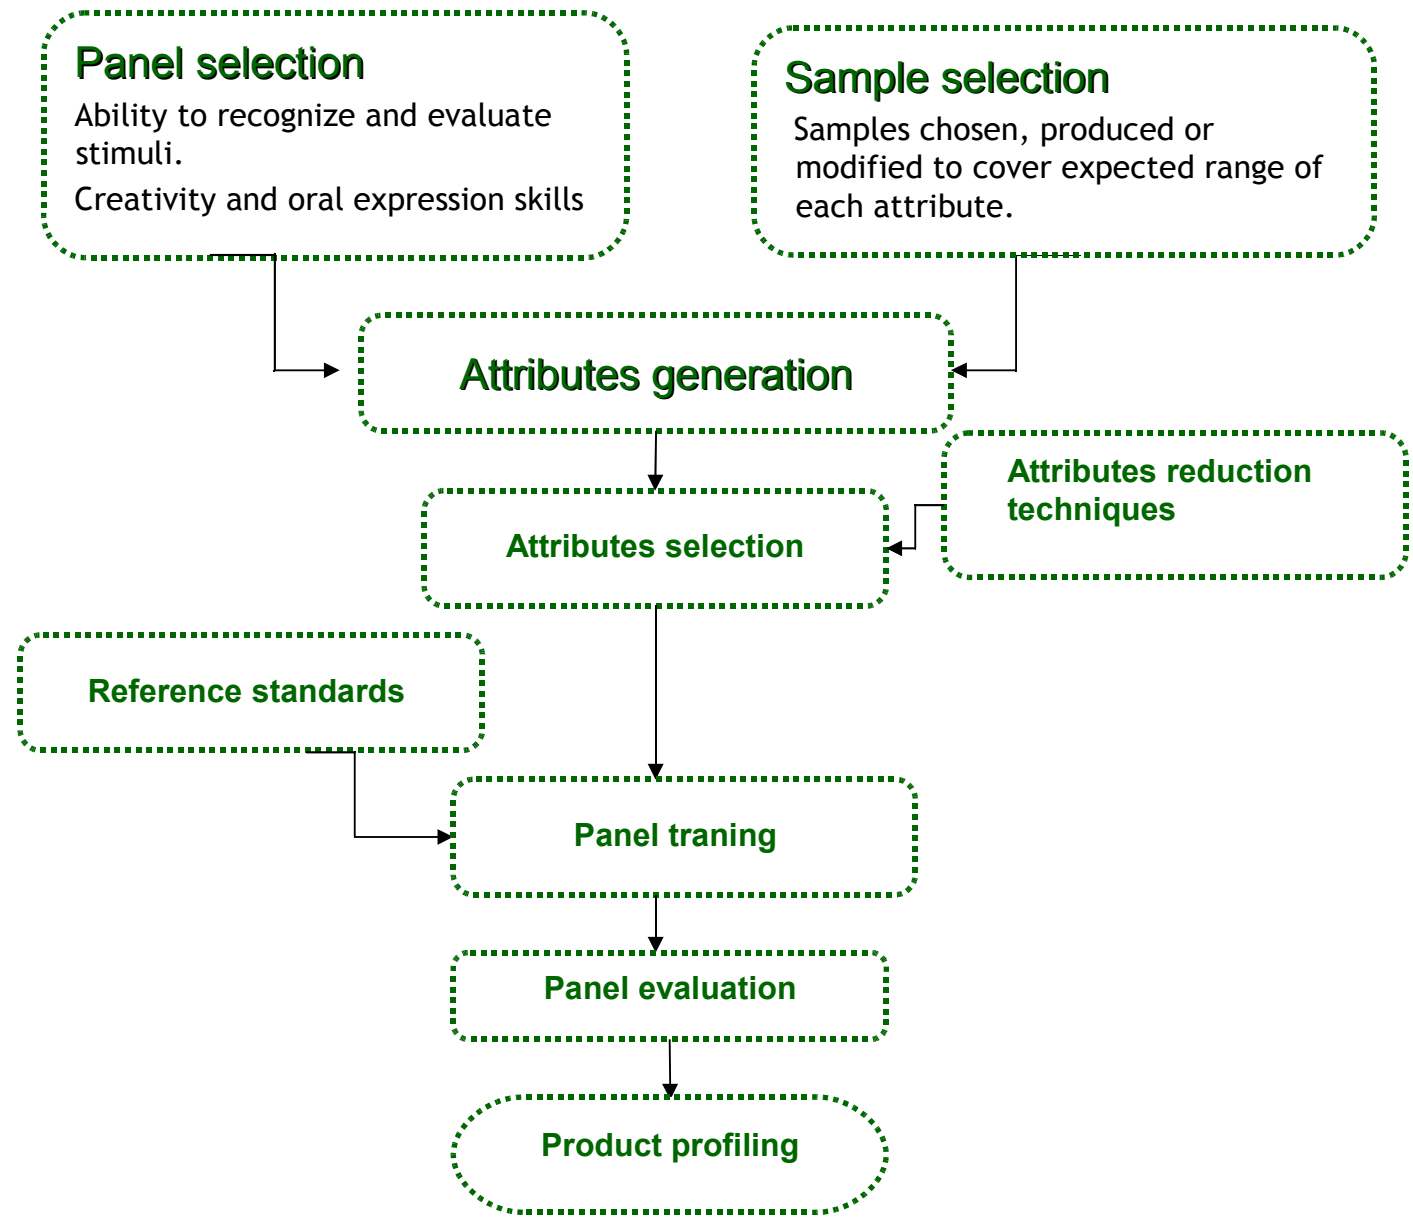 Panel selection
Ability to recognize and evaluate
stimuli.
Creativity and oral expression skills
Sample selection
Samples chosen, produced or
modified to cover expected range of
each attribute.
Attributes generation
Attributes reduction
techniques
Attributes selection
Reference standards
Panel traning
Panel evaluation
Product profiling